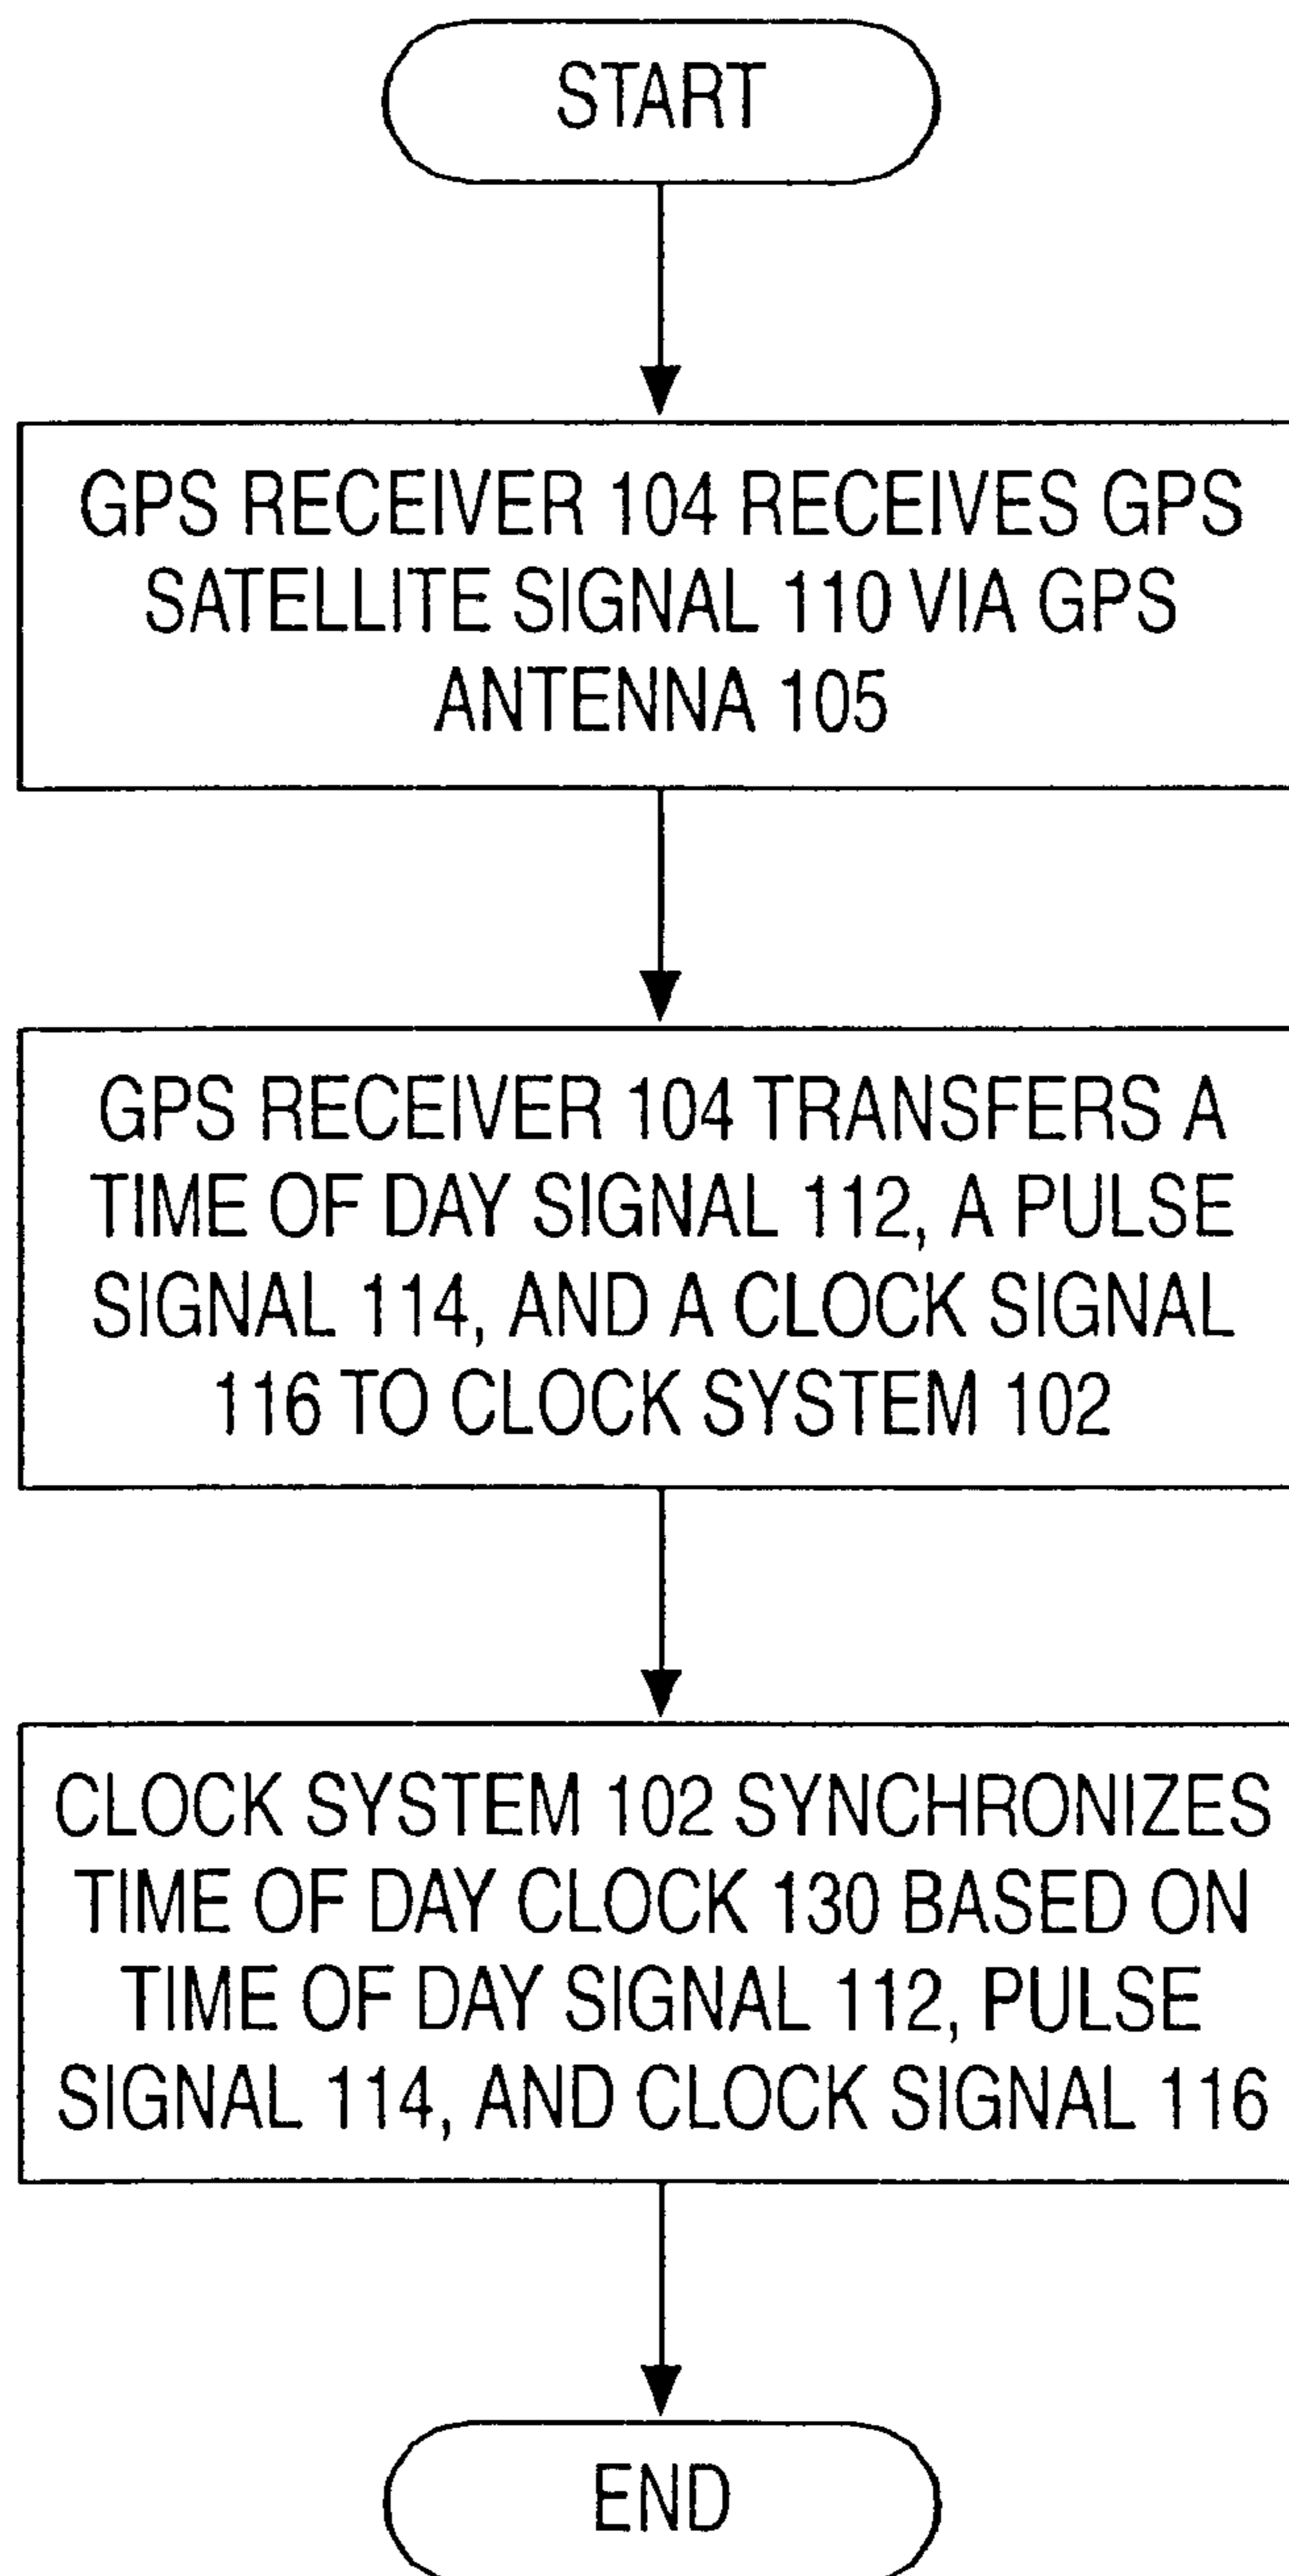 START
GPS RECEIVER 104 RECEIVES GPS
SATELLITE SIGNAL 110 VIA GPS
ANTENNA 105
GPS RECEIVER 104 TRANSFERS A
TIME OF DAY SIGNAL 112, A PULSE
SIGNAL 114, AND A CLOCK SIGNAL
116 TO CLOCK SYSTEM 102
CLOCK SYSTEM 102 SYNCHRONIZES
TIME OF DAY CLOCK 130 BASED ON
TIME OF DAY SIGNAL 112, PULSE
SIGNAL 114, AND CLOCK SIGNAL 116
END